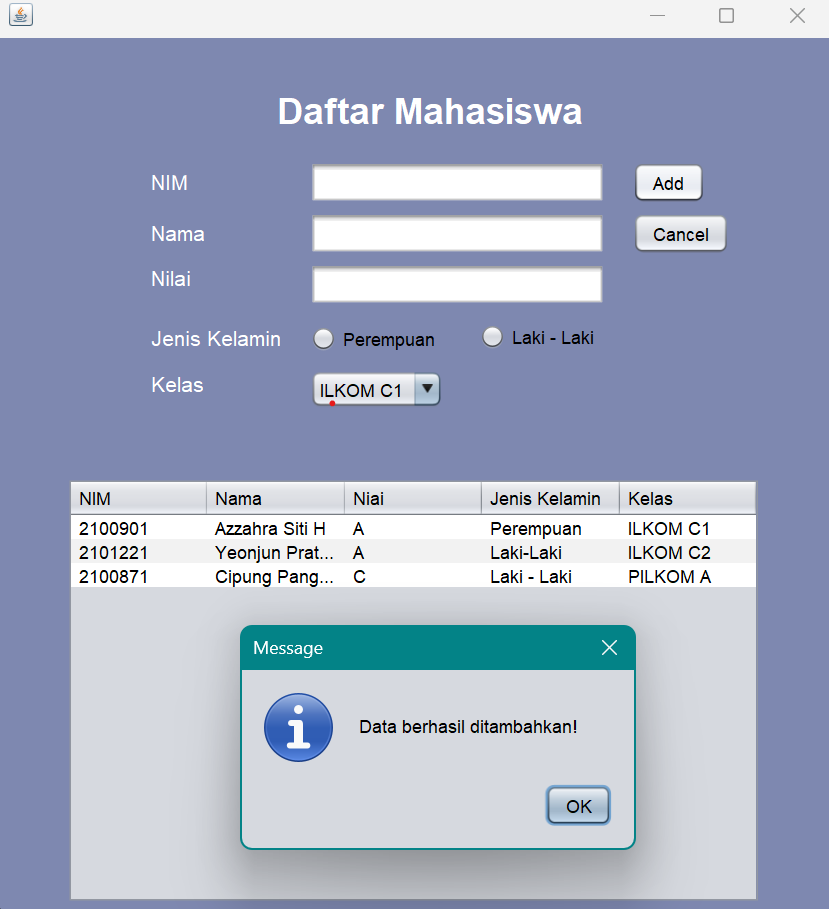 Daftar Mahasiswa
NIM
Add
Nama
Cancel
Nilai
Jenis Kelamin Perempuan Laki - Laki
Kelas ILKOM C1
NIM Nama Niai Jenis Kelamin Kelas
2100901 Azzahra Siti H A Perempuan ILKOM C1
2101221 Yeonjun Prat... A Laki-Laki ILKOM C2
2100871 Cipung Pang... C Laki - Laki PILKOM A
Message
Data berhasil ditambahkan!
OK